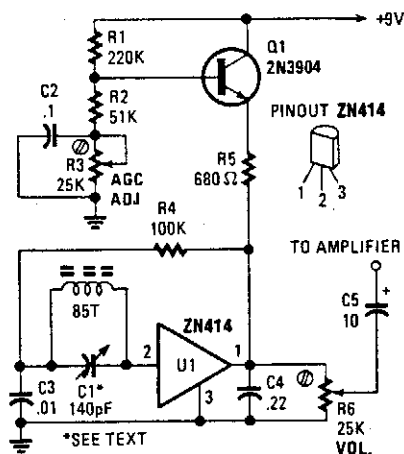 +9V
R1
220K
Q1
2N3904
C2
.1
R2
51K
PINOUT ZN414
R3
25K
AGC
ADJ
R5
680 Ω
1
2
3
R4
100K
TO AMPLIFIER
85T
ZN414
C5
10
+
2
U1
1
3
C3
.01
C1*
140pF
C4
.22
R6
25K
VOL.
*SEE TEXT